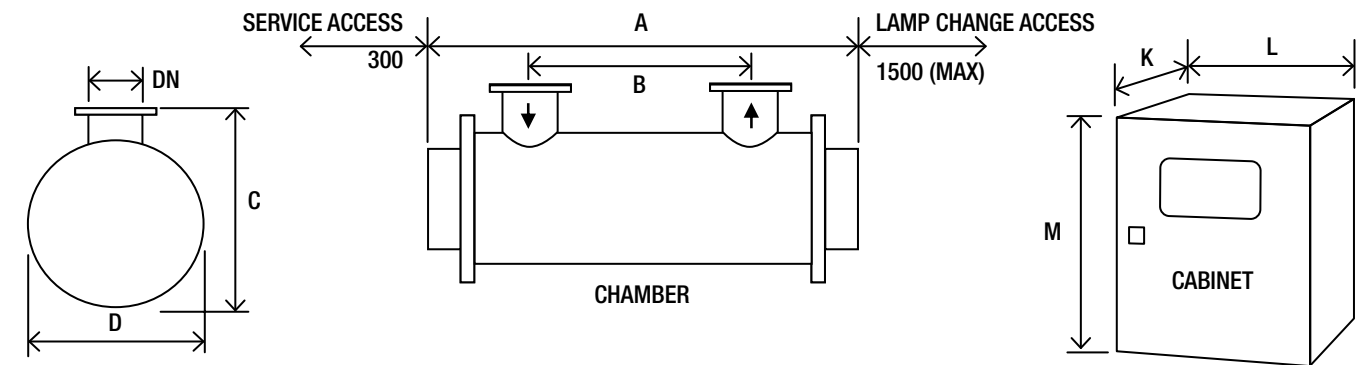 SERVICE ACCESS
300
A
LAMP CHANGE ACCESS
1500 (MAX)
B
DN
C
D
CHAMBER
K
L
M
CABINET